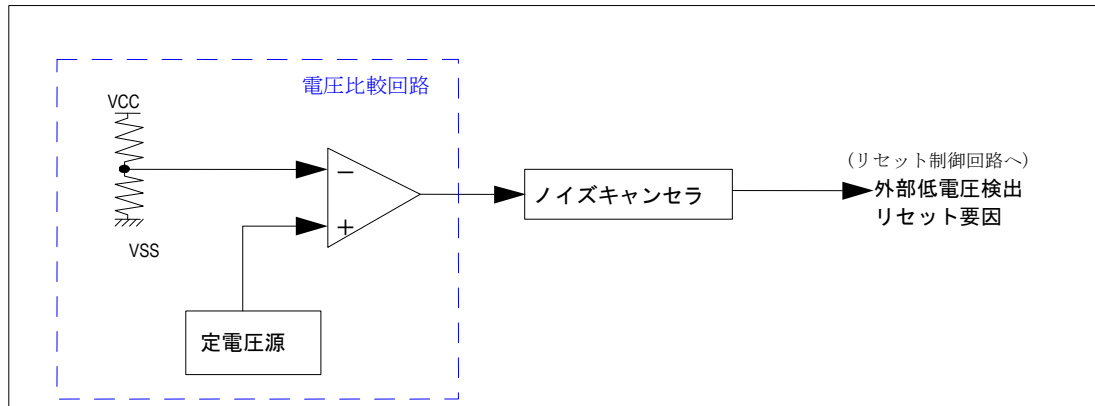 電圧比較回路
VCC
−
+
VSS
定電圧源
ノイズキャンセラ
(リセット制御回路へ)
外部低電圧検出
リセット要因